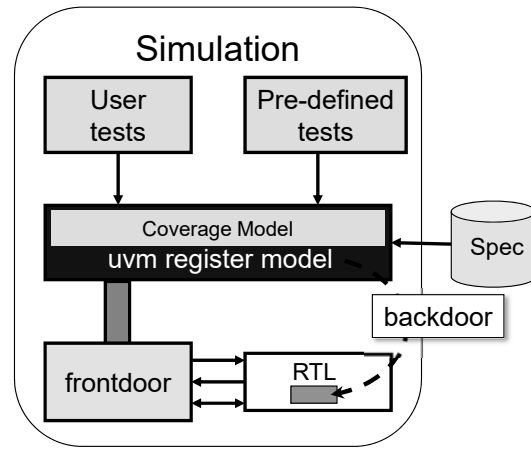 Simulation
User
tests
Pre-defined
tests
Coverage Model
uvm register model
Spec
backdoor
frontdoor
RTL